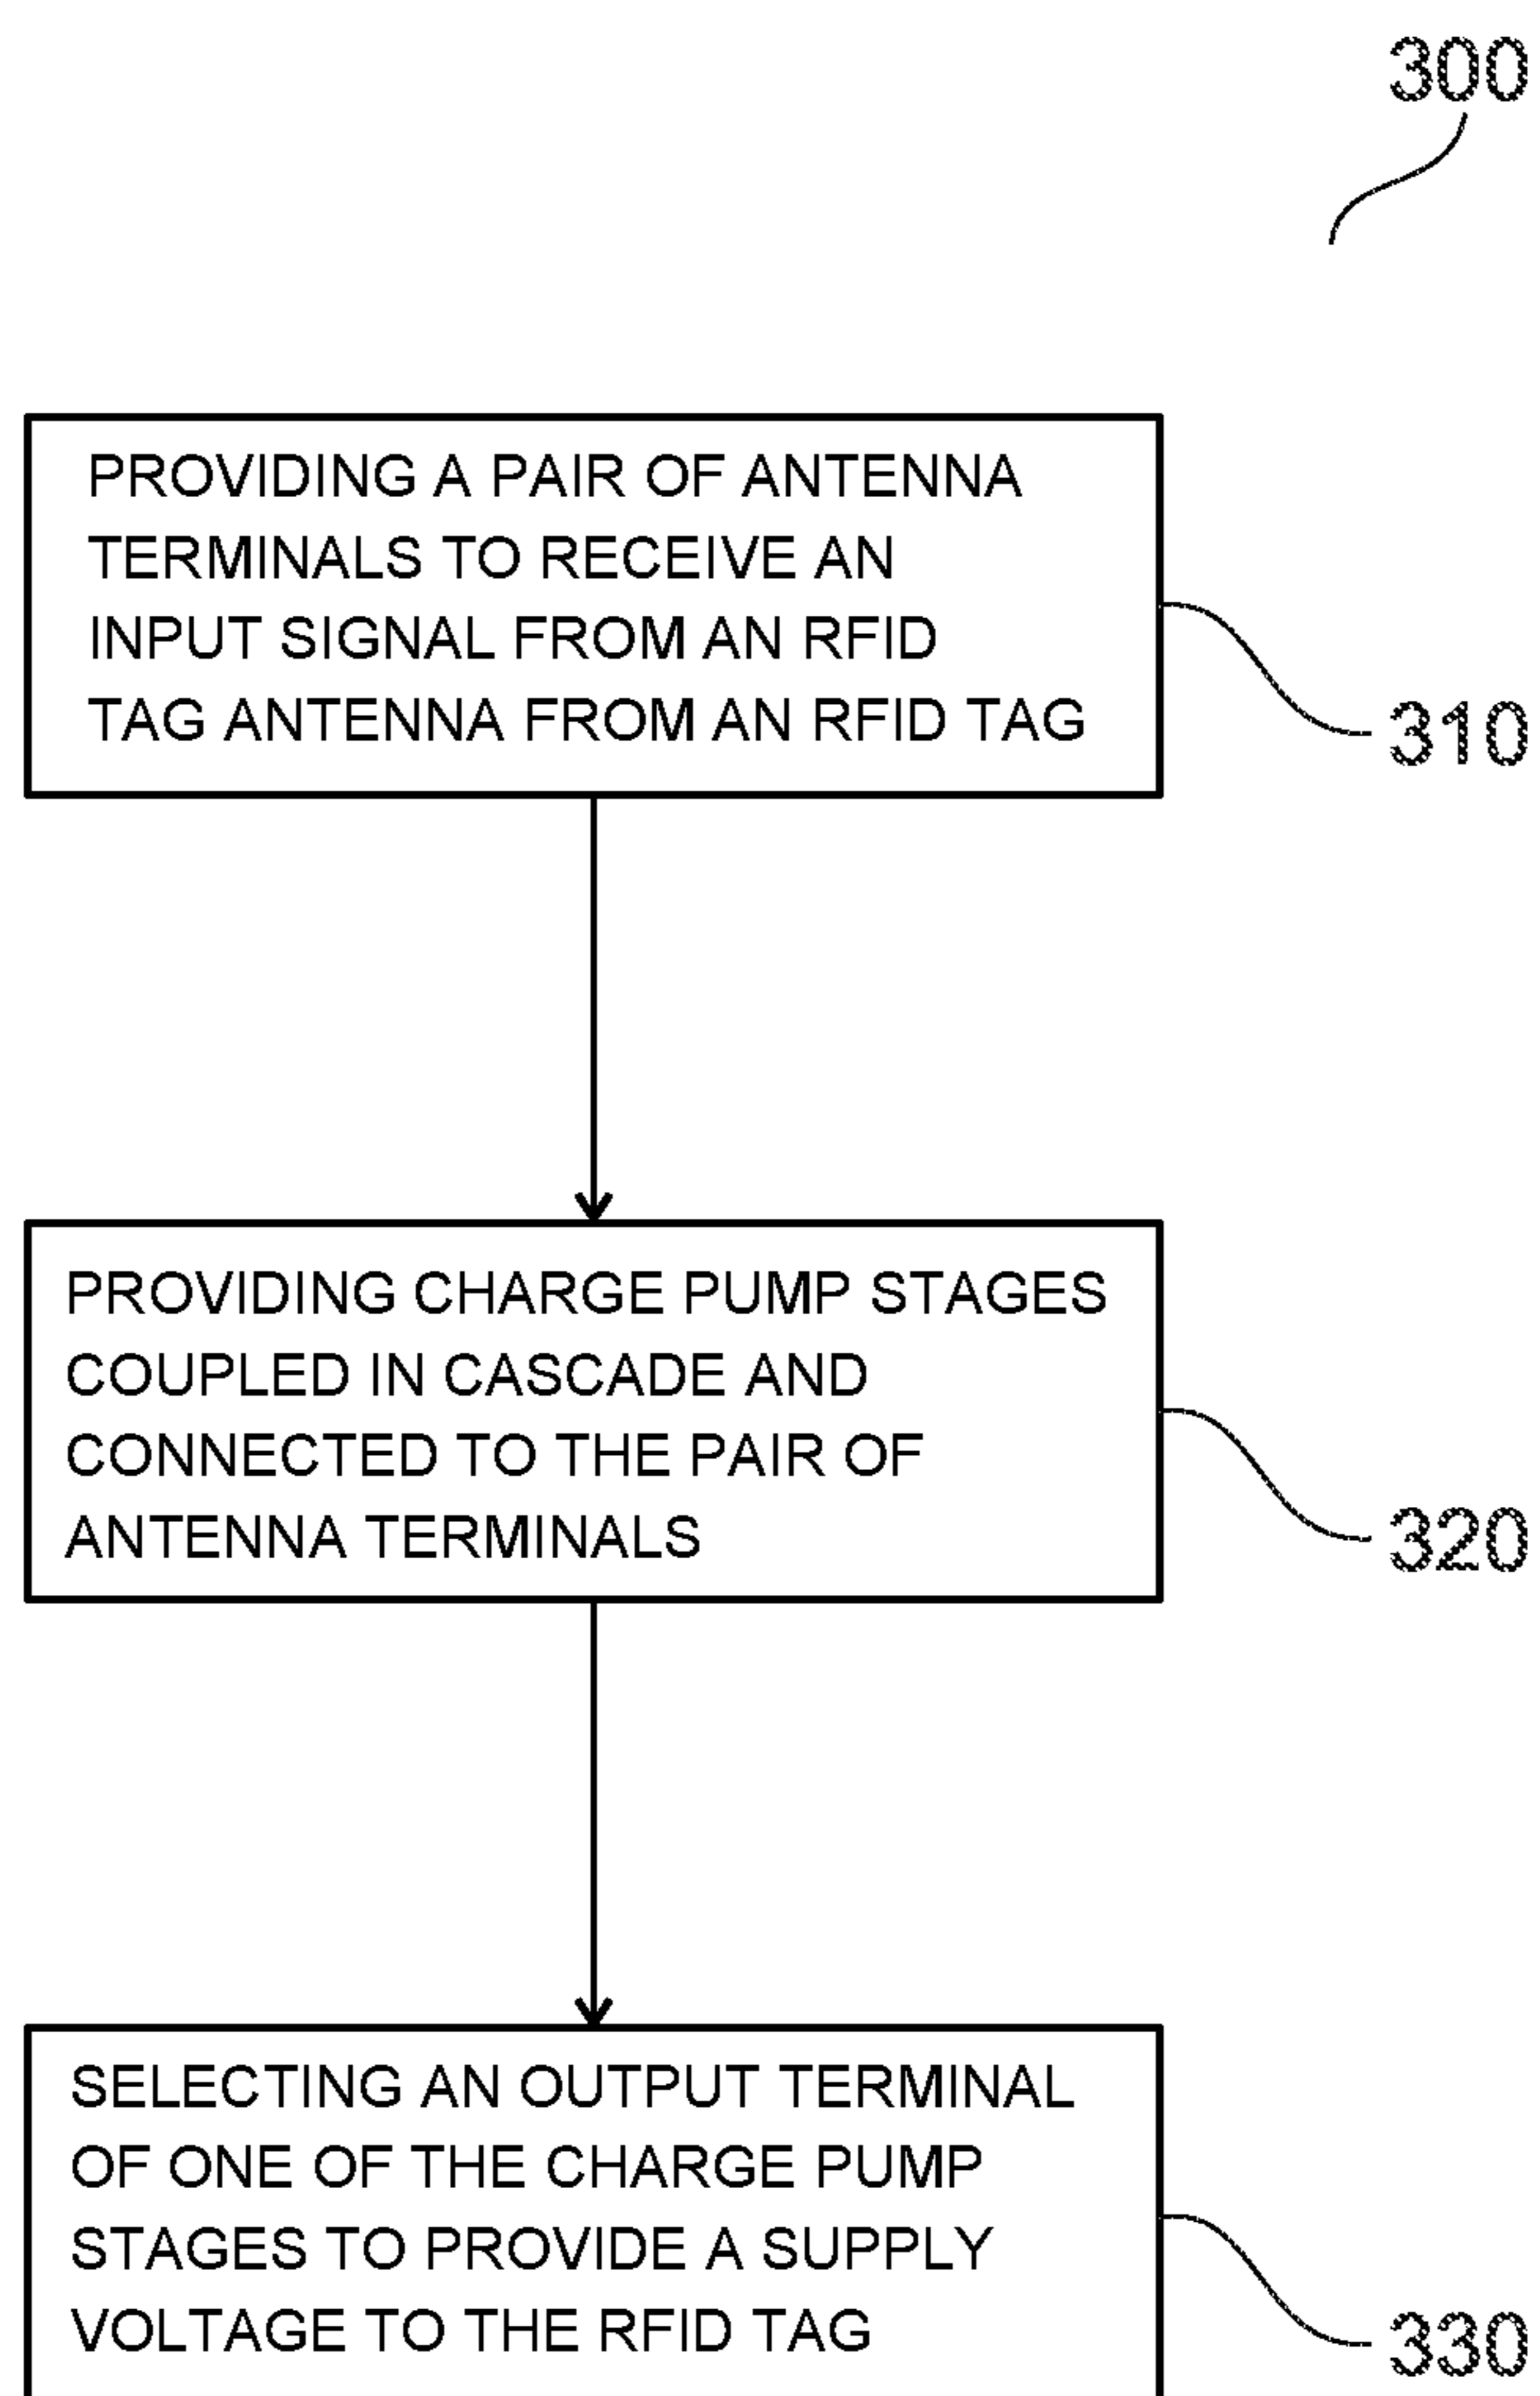 300
PROVIDING A PAIR OF ANTENNA
TERMINALS TO RECEIVE AN
INPUT SIGNAL FROM AN RFID
TAG ANTENNA FROM AN RFID TAG
310
PROVIDING CHARGE PUMP STAGES
COUPLED IN CASCADE AND
CONNECTED TO THE PAIR OF
ANTENNA TERMINALS
320
SELECTING AN OUTPUT TERMINAL
OF ONE OF THE CHARGE PUMP
STAGES TO PROVIDE A SUPPLY
VOLTAGE TO THE RFID TAG
330